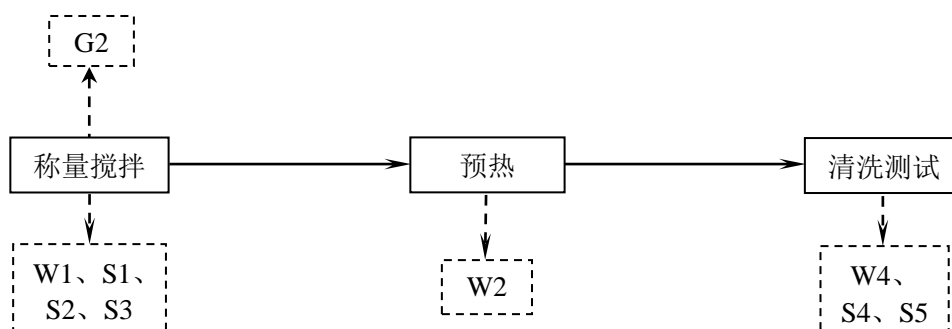 G2
称量搅拌
预热
清洗测试
W1、S1、
S2、S3
W2
W4、
S4、S5